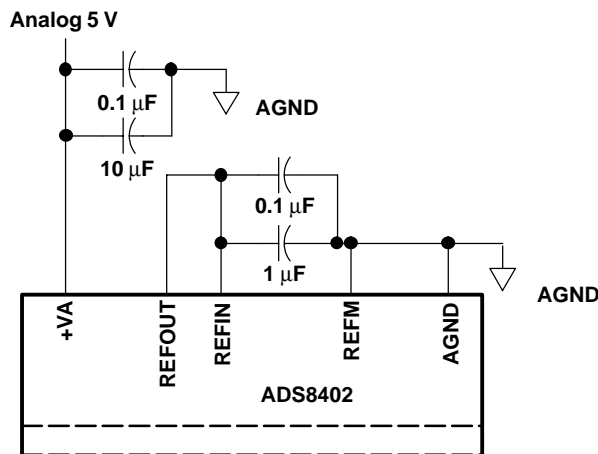 Analog 5 V
0.1 μF
AGND
10 μF
0.1 μF
1 μF
AGND
+VA
REFOUT
REFIN
REFM
AGND
ADS8402